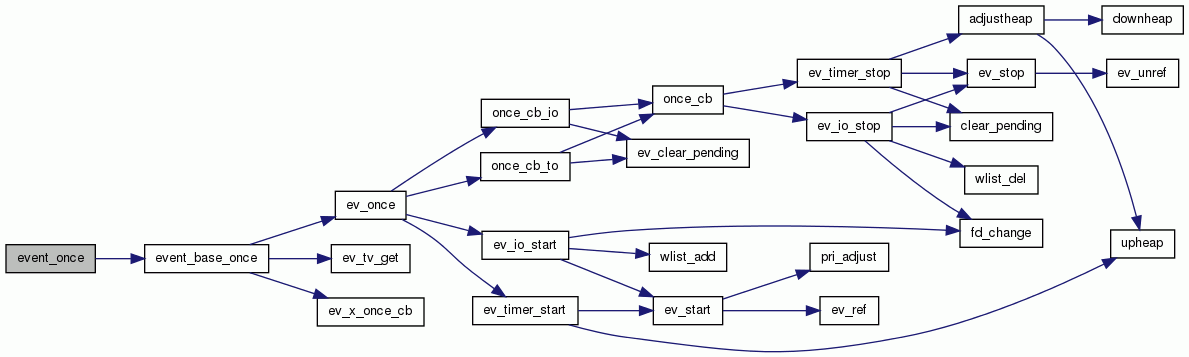 event_once
event_base_once
ev_once
ev_tv_get
ev_x_once_cb
once_cb_io
once_cb_to
ev_io_start
ev_timer_start
once_cb
ev_clear_pending
wlist_add
ev_start
ev_timer_stop
ev_io_stop
pri_adjust
ev_ref
adjustheap
ev_stop
clear_pending
wlist_del
fd_change
downheap
ev_unref
upheap